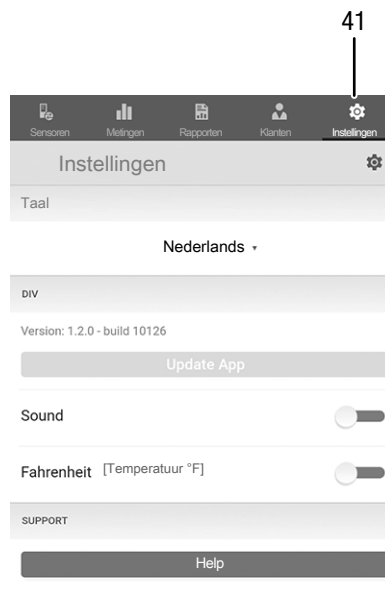 41
Sensoren Metingen Rapporten Klanten Instellingen
Instellingen
Taal
Nederlands
DIV
Version: 1.2.0 - build 10126
Update App
Sound
Fahrenheit [Temperatuur °F]
SUPPORT
Help